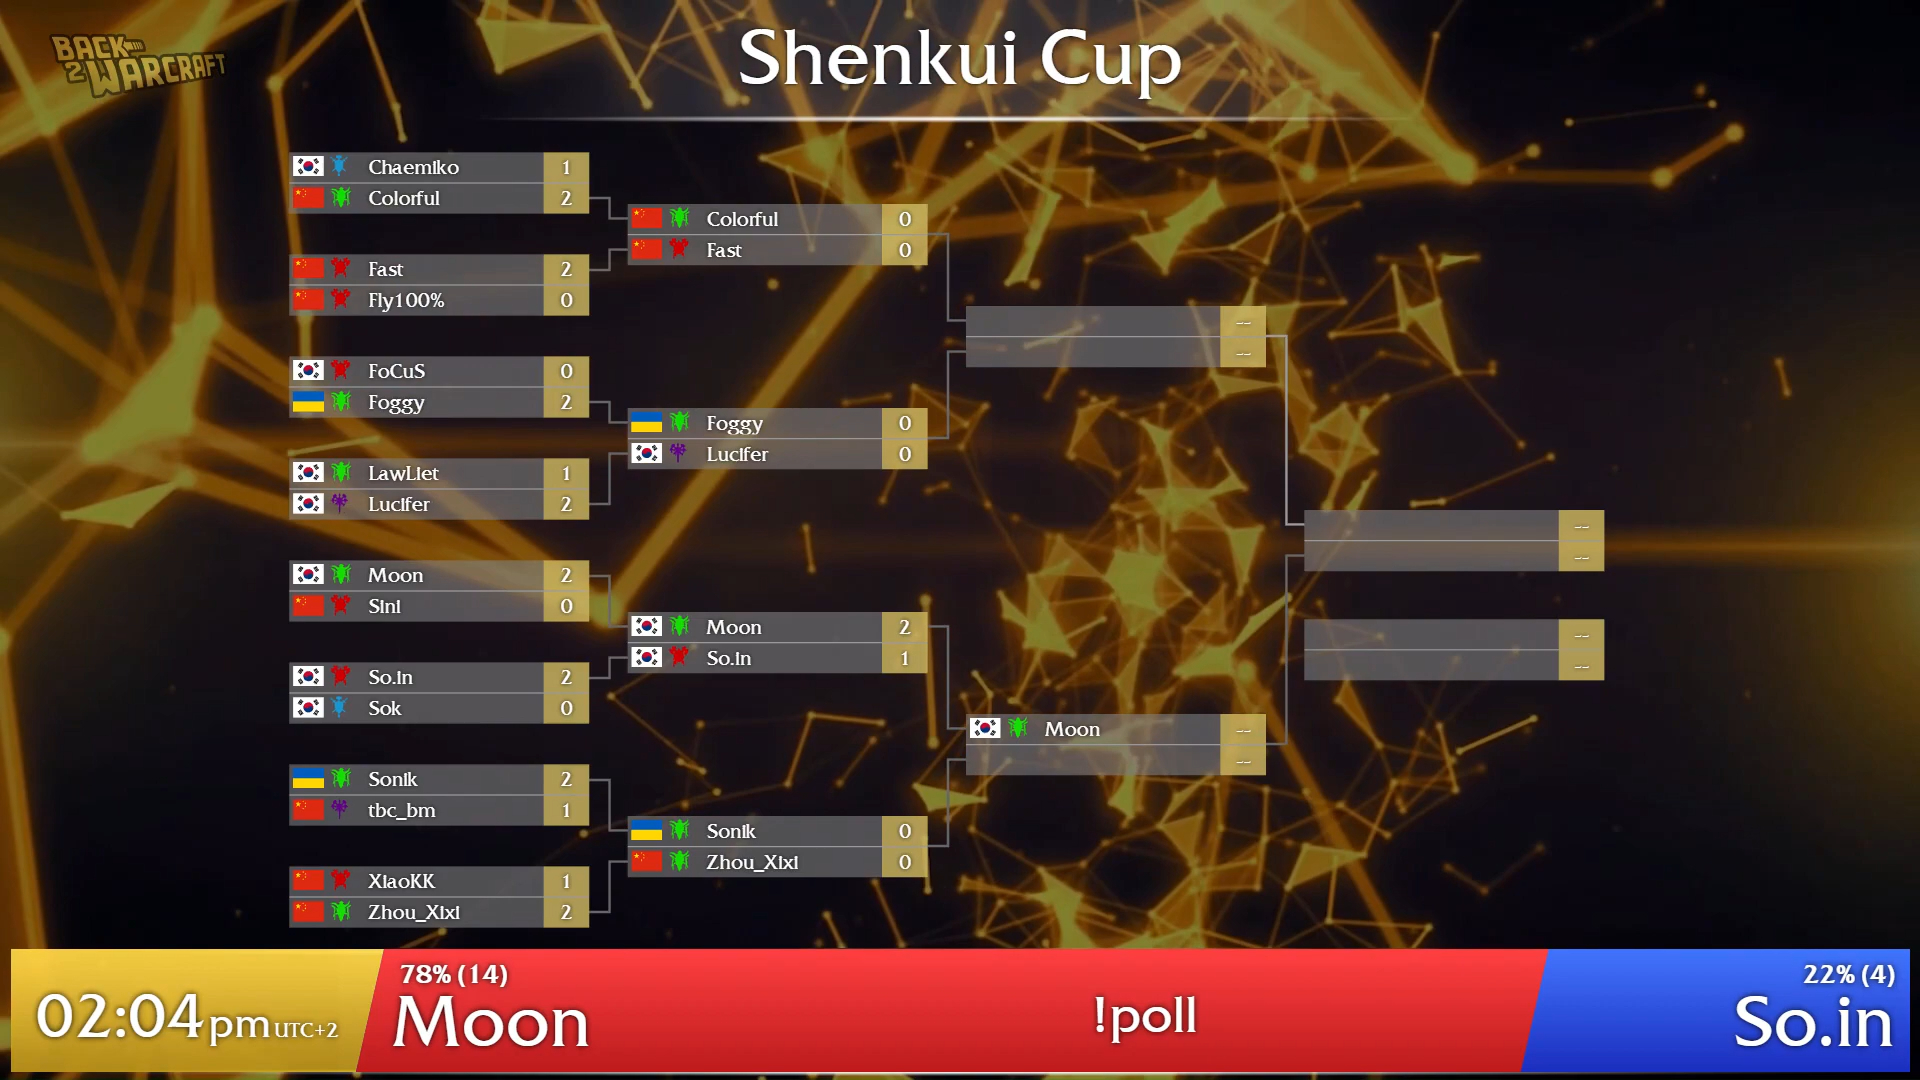 BACK
2 WARCRAFT
Shenkui Cup
Chaemiko 1
Colorful 2
Fast 2
Fly100% 0
FoCuS 0
Foggy 2
LawLiet 1
Lucifer 2
Moon 2
Sini 0
So.in 2
Sok 0
Sonik 2
tbc_bm 1
XiaoKK 1
Zhou_Xixi 2
Colorful 0
Fast 0
Foggy 0
Lucifer 0
Moon 2
So.in 1
Sonik 0
Zhou_Xixi 0
--
--
Moon --
--
--
--
--
--
02:04 pm UTC+2
78% (14)
Moon
!poll
22% (4)
So.in